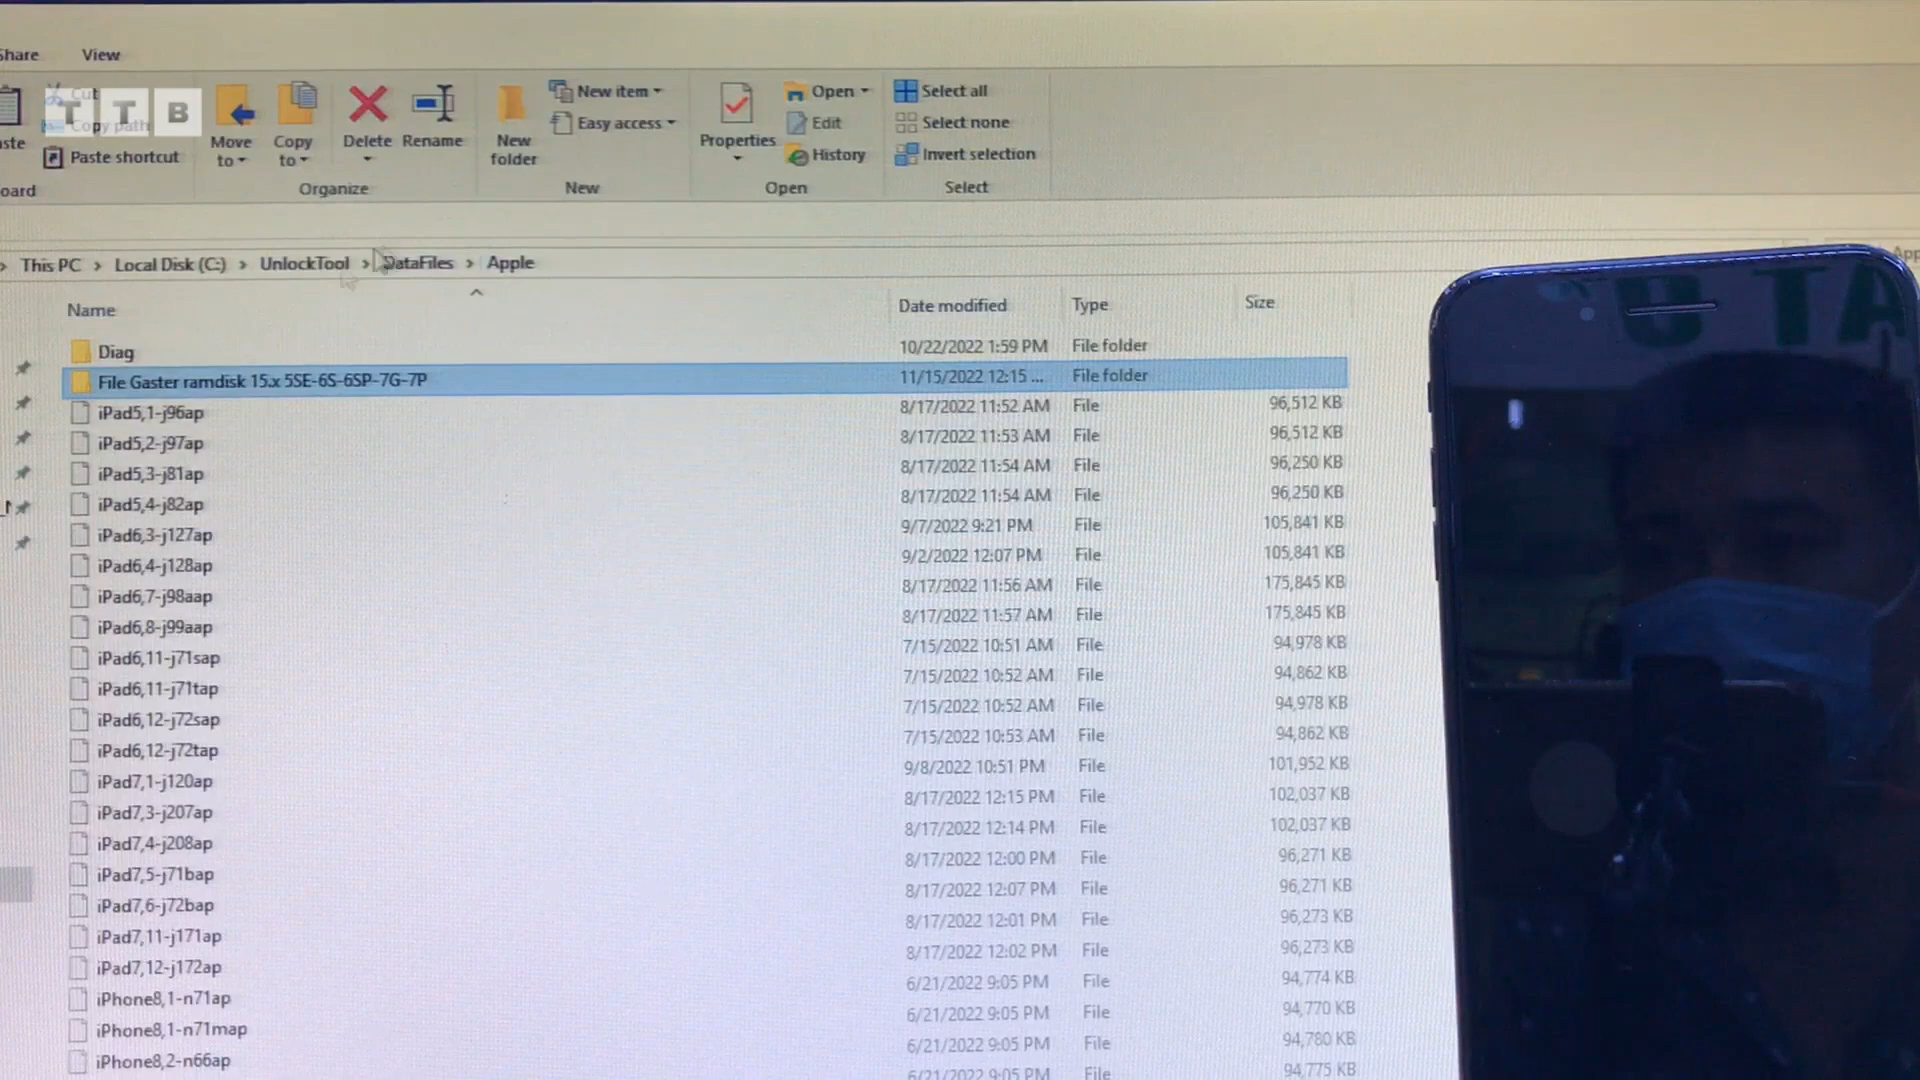 Share View
Cut
T T B
Copy path
Paste shortcut
Move to
Copy to
Delete
Rename
New folder
New item
Easy access
Properties
Open
Edit
History
Select all
Select none
Invert selection
Organize New Open Select
This PC > Local Disk (C:) > UnlockTool > DataFiles > Apple
Name Date modified Type Size
Diag 10/22/2022 1:59 PM File folder
File Gaster ramdisk 15.x 5SE-6S-6SP-7G-7P 11/15/2022 12:15 ... File folder
iPad5,1-j96ap 8/17/2022 11:52 AM File 96,512 KB
iPad5,2-j97ap 8/17/2022 11:53 AM File 96,512 KB
iPad5,3-j81ap 8/17/2022 11:54 AM File 96,250 KB
iPad5,4-j82ap 8/17/2022 11:54 AM File 96,250 KB
iPad6,3-j127ap 9/7/2022 9:21 PM File 105,841 KB
iPad6,4-j128ap 9/2/2022 12:07 PM File 105,841 KB
iPad6,7-j98aap 8/17/2022 11:56 AM File 175,845 KB
iPad6,8-j99aap 8/17/2022 11:57 AM File 175,845 KB
iPad6,11-j71sap 7/15/2022 10:51 AM File 94,978 KB
iPad6,11-j71tap 7/15/2022 10:52 AM File 94,862 KB
iPad6,12-j72sap 7/15/2022 10:52 AM File 94,978 KB
iPad6,12-j72tap 7/15/2022 10:53 AM File 94,862 KB
iPad7,1-j120ap 9/8/2022 10:51 PM File 101,952 KB
iPad7,3-j207ap 8/17/2022 12:15 PM File 102,037 KB
iPad7,4-j208ap 8/17/2022 12:14 PM File 102,037 KB
iPad7,5-j71bap 8/17/2022 12:00 PM File 96,271 KB
iPad7,6-j72bap 8/17/2022 12:07 PM File 96,271 KB
iPad7,11-j171ap 8/17/2022 12:01 PM File 96,273 KB
iPad7,12-j172ap 8/17/2022 12:02 PM File 96,273 KB
iPhone8,1-n71ap 6/21/2022 9:05 PM File 94,774 KB
iPhone8,1-n71map 6/21/2022 9:05 PM File 94,770 KB
iPhone8,2-n66ap 6/21/2022 9:05 PM File 94,780 KB
6/21/2022 9:05 PM File 94,775 KB